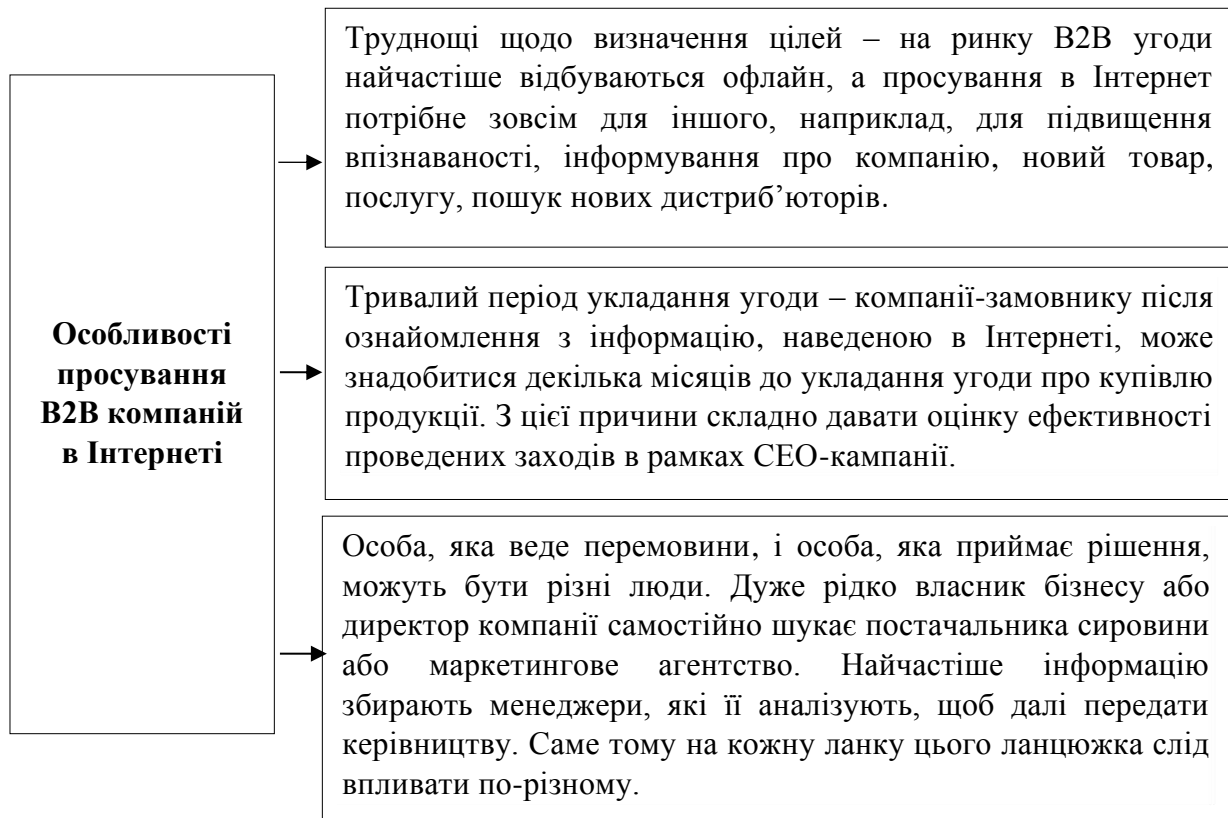 Особливості
просування
B2B компаній
в Інтернеті
Труднощі щодо визначення цілей – на ринку B2B угоди
найчастіше відбуваються офлайн, а просування в Інтернет
потрібне зовсім для іншого, наприклад, для підвищення
впізнаваності, інформування про компанію, новий товар,
послугу, пошук нових дистриб’юторів.
Тривалий період укладання угоди – компанії-замовнику після
ознайомлення з інформацію, наведеною в Інтернеті, може
знадобитися декілька місяців до укладання угоди про купівлю
продукції. З цієї причини складно давати оцінку ефективності
проведених заходів в рамках СЕО-кампанії.
Особа, яка веде перемовини, і особа, яка приймає рішення,
можуть бути різні люди. Дуже рідко власник бізнесу або
директор компанії самостійно шукає постачальника сировини
або маркетингове агентство. Найчастіше інформацію
збирають менеджери, які її аналізують, щоб далі передати
керівництву. Саме тому на кожну ланку цього ланцюжка слід
впливати по-різному.